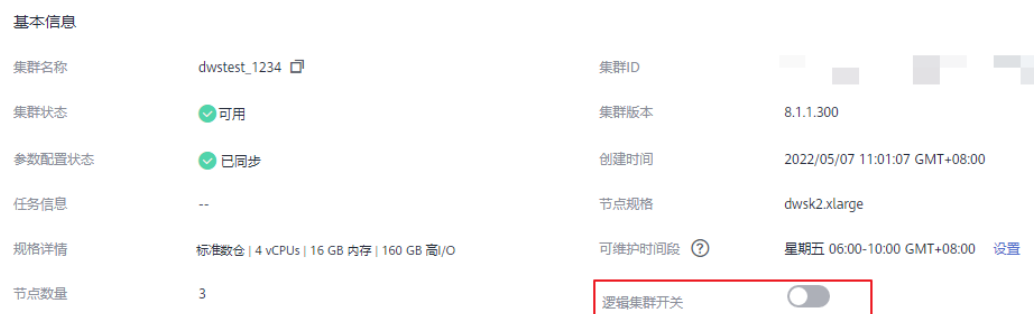 基本信息
集群名称 dwstest_1234 集群ID
集群状态 可用 集群版本 8.1.1.300
参数配置状态 已同步 创建时间 2022/05/07 11:01:07 GMT+08:00
任务信息 -- 节点规格 dwsk2.xlarge
规格详情 标准数仓 | 4 vCPUs | 16 GB 内存 | 160 GB 高I/O 可维护时间段 ? 星期五 06:00-10:00 GMT+08:00 设置
节点数量 3 逻辑集群开关